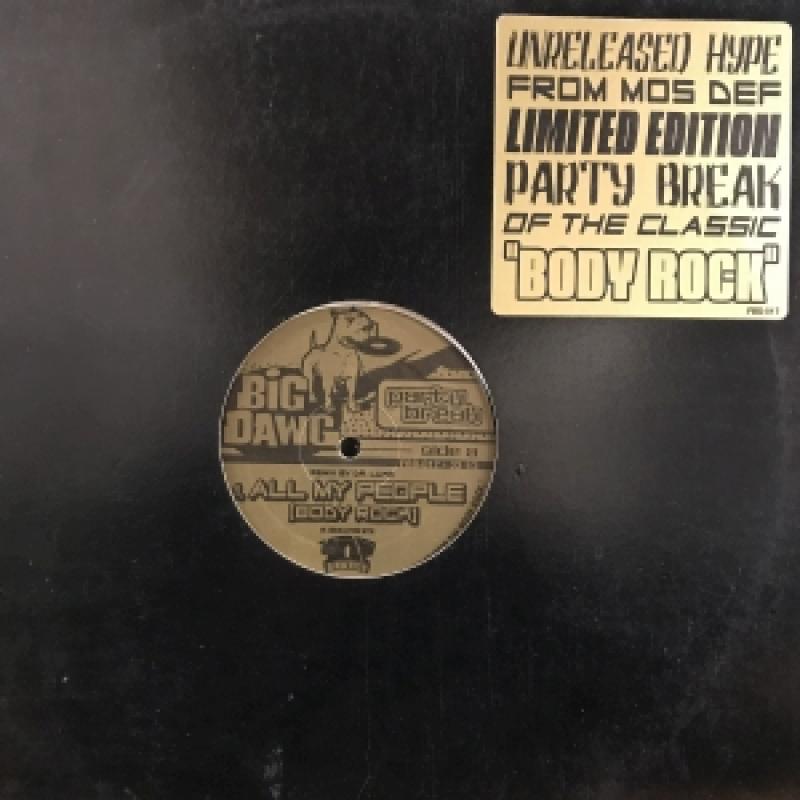 UNRELEASED HYPE
FROM MOS DEF
LIMITED EDITION
PARTY BREAK
OF THE CLASSIC
"BODY ROCK"
BIG
DAWG
party
break
side a
1. ALL MY PEOPLE
(BODY ROCK)